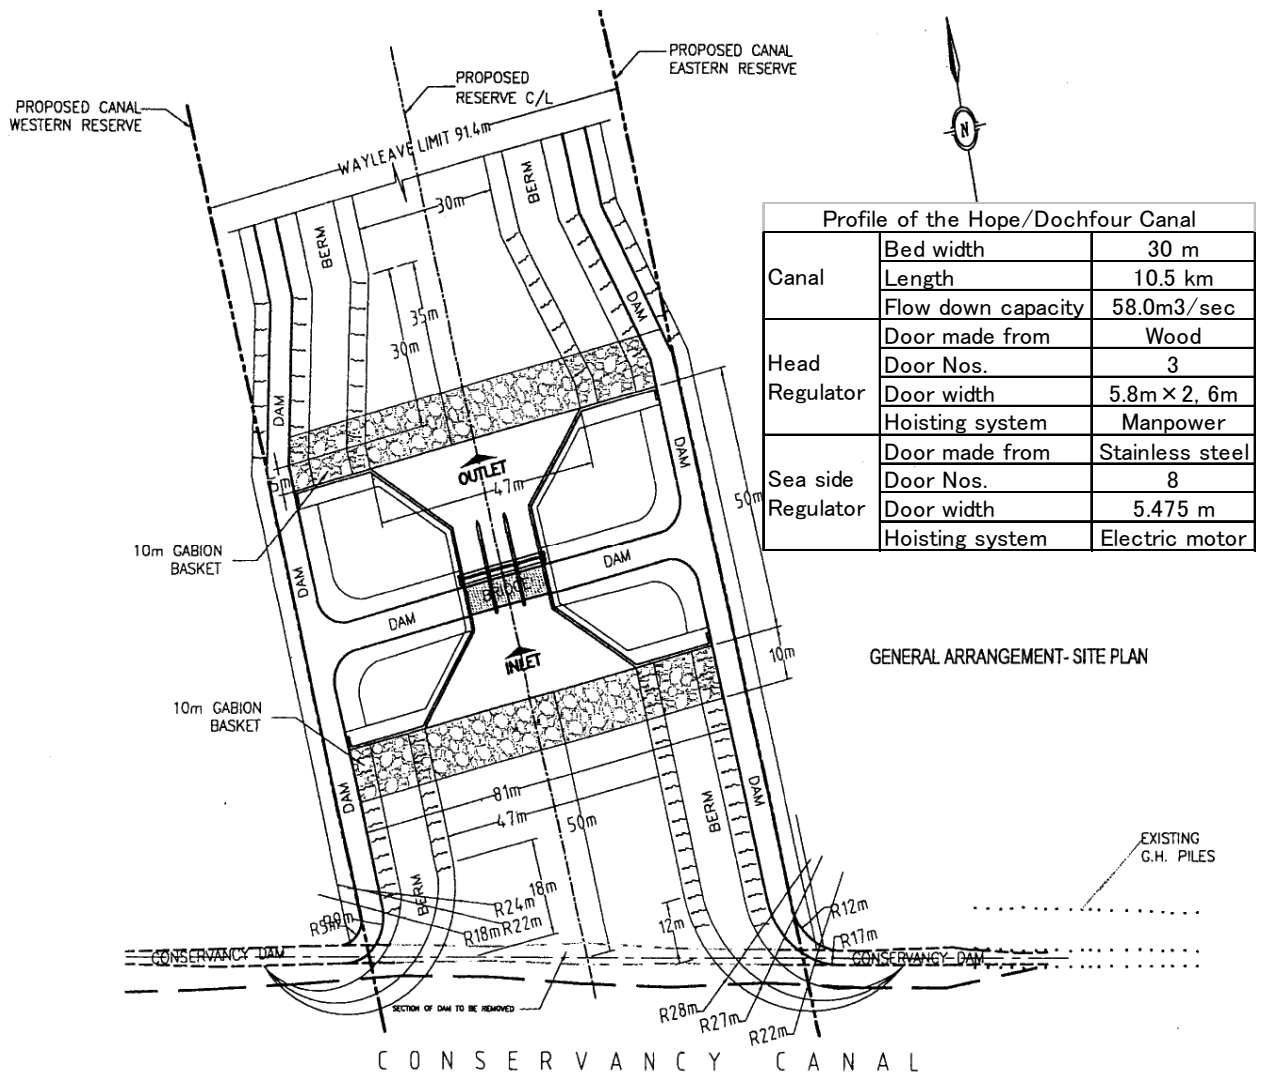 PROPOSED CANAL
EASTERN RESERVE
PROPOSED
RESERVE C/L
PROPOSED CANAL
WESTERN RESERVE
N
WAYLEAVE LIMIT 91.4m
BERM
30m
BERM
35m
30m
DAM
DAM
Profile of the Hope/Dochfour Canal
Canal
Bed width 30 m
Length 10.5 km
Flow down capacity 58.0m3/sec
Head Regulator
Door made from Wood
Door Nos. 3
Door width 5.8m×2, 6m
Hoisting system Manpower
Sea side Regulator
Door made from Stainless steel
Door Nos. 8
Door width 5.475 m
Hoisting system Electric motor
OUTLET
47m
5m
DAM
50m
10m GABION
BASKET
DAM
BRIDGE
DAM
DAM
INLET
10m
GENERAL ARRANGEMENT- SITE PLAN
10m GABION
BASKET
DAM
81m
47m
50m
BERM
DAM
EXISTING
G.H. PILES
18m
BERM
R24m
R22m
R18m
12m
R12m
R17m
CONSERVANCY DAM
CONSERVANCY DAM
SECTION OF DAM TO BE REMOVED
R28m
R27m
R22m
CONSERVANCY CANAL